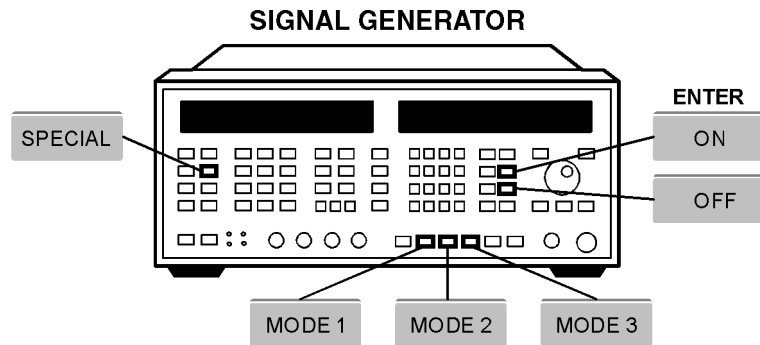 SIGNAL GENERATOR
ENTER
SPECIAL
ON
OFF
MODE 1
MODE 2
MODE 3